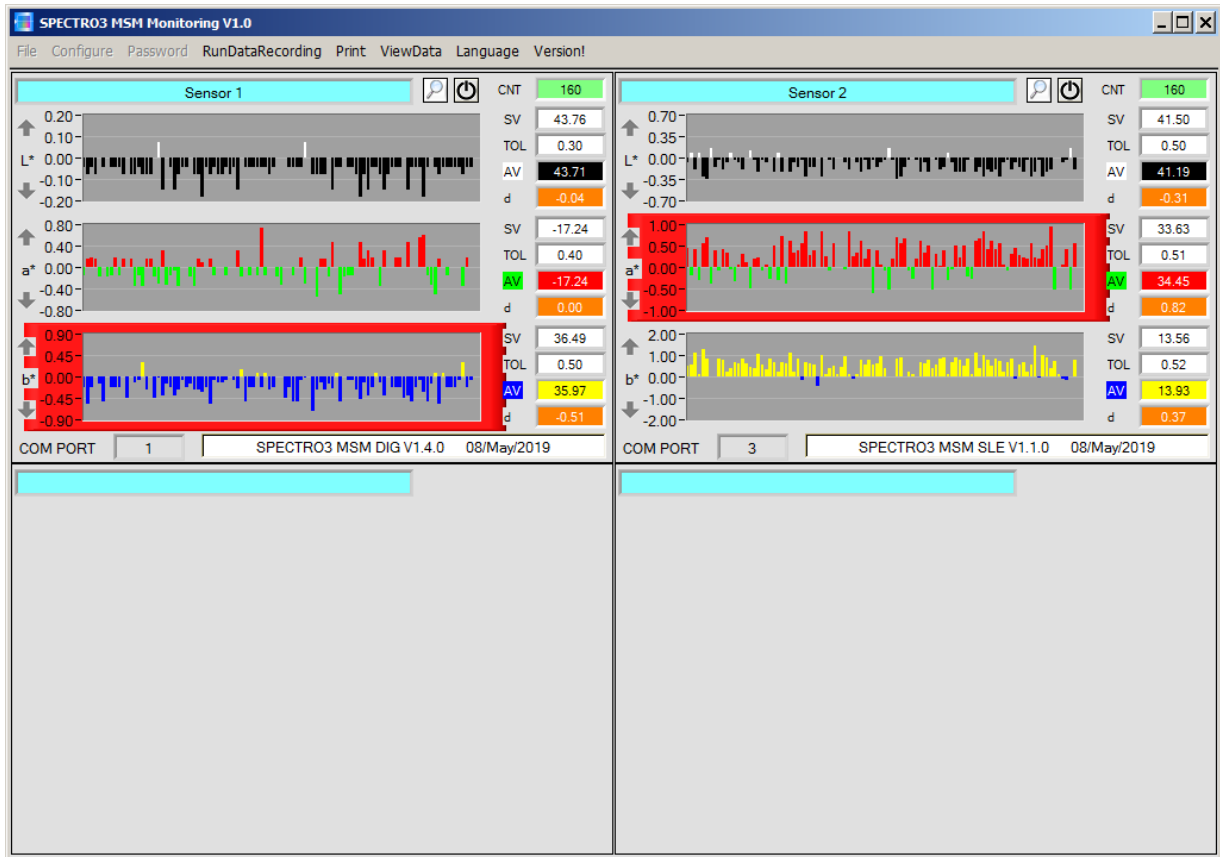 SPECTRO3 MSM Monitoring V1.0
File Configure Password RunDataRecording Print ViewData Language Version!
Sensor 1 CNT 160
0.20 SV 43.76
0.10 TOL 0.30
L* 0.00 AV 43.71
-0.10
-0.20 d -0.04
0.80 SV -17.24
0.40 TOL 0.40
a* 0.00 AV -17.24
-0.40
-0.80 d 0.00
0.90 SV 36.49
0.45 TOL 0.50
b* 0.00 AV 35.97
-0.45
-0.90 d -0.51
COM PORT 1 SPECTRO3 MSM DIG V1.4.0 08/May/2019
Sensor 2 CNT 160
0.70 SV 41.50
0.35 TOL 0.50
L* 0.00 AV 41.19
-0.35
-0.70 d -0.31
1.00 SV 33.63
0.50 TOL 0.51
a* 0.00 AV 34.45
-0.50
-1.00 d 0.82
2.00 SV 13.56
1.00 TOL 0.52
b* 0.00 AV 13.93
-1.00
-2.00 d 0.37
COM PORT 3 SPECTRO3 MSM SLE V1.1.0 08/May/2019